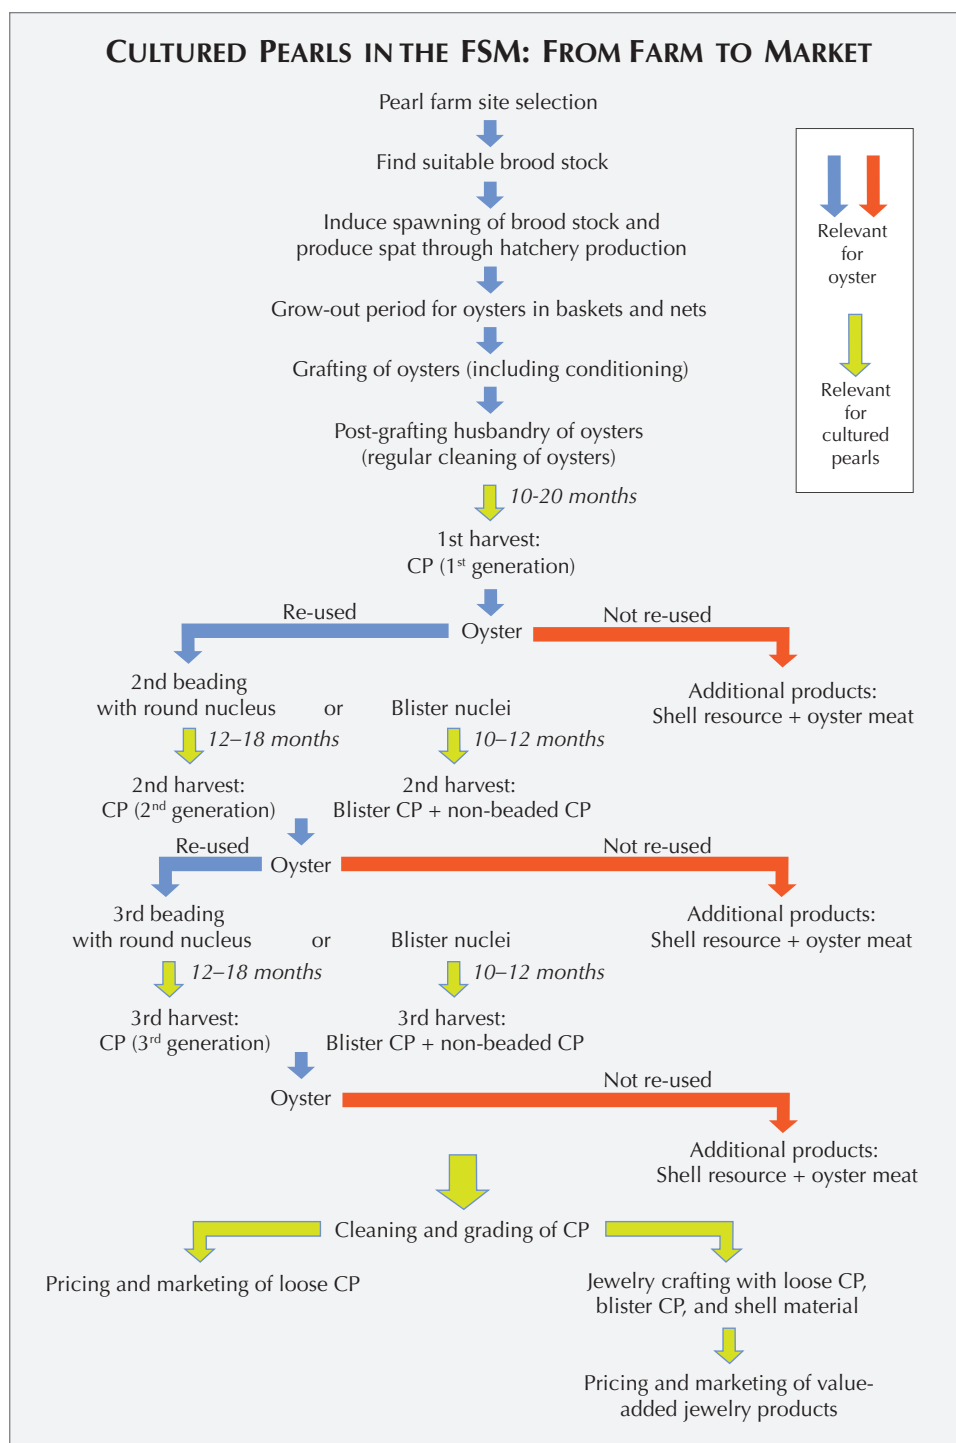 CULTURED PEARLS IN THE FSM: FROM FARM TO MARKET
Pearl farm site selection
Find suitable brood stock
Induce spawning of brood stock and
produce spat through hatchery production
Grow-out period for oysters in baskets and nets
Grafting of oysters (including conditioning)
Post-grafting husbandry of oysters
(regular cleaning of oysters)
Relevant
for
oyster
Relevant
for
cultured
pearls
10-20 months
1st harvest:
CP (1st generation)
Re-used
Oyster
Not re-used
2nd beading
with round nucleus
or
Blister nuclei
Additional products:
Shell resource + oyster meat
12–18 months
10–12 months
2nd harvest:
CP (2nd generation)
2nd harvest:
Blister CP + non-beaded CP
Re-used
Oyster
Not re-used
3rd beading
with round nucleus
or
Blister nuclei
Additional products:
Shell resource + oyster meat
12–18 months
10–12 months
3rd harvest:
CP (3rd generation)
3rd harvest:
Blister CP + non-beaded CP
Oyster
Not re-used
Additional products:
Shell resource + oyster meat
Cleaning and grading of CP
Pricing and marketing of loose CP
Jewelry crafting with loose CP,
blister CP, and shell material
Pricing and marketing of value-
added jewelry products